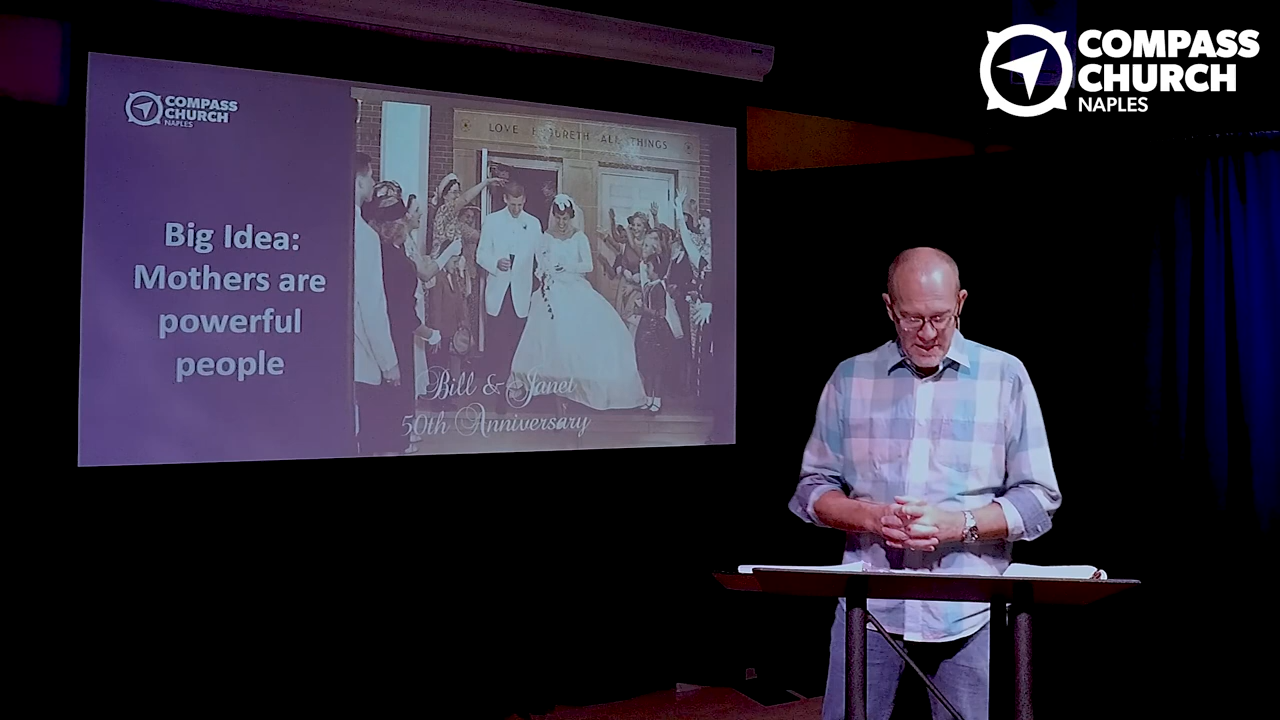 COMPASS
CHURCH
NAPLES
COMPASS
CHURCH
NAPLES
LOVE ENDURETH ALL THINGS
Big Idea:
Mothers are
powerful
people
Bill & Janet
50th Anniversary